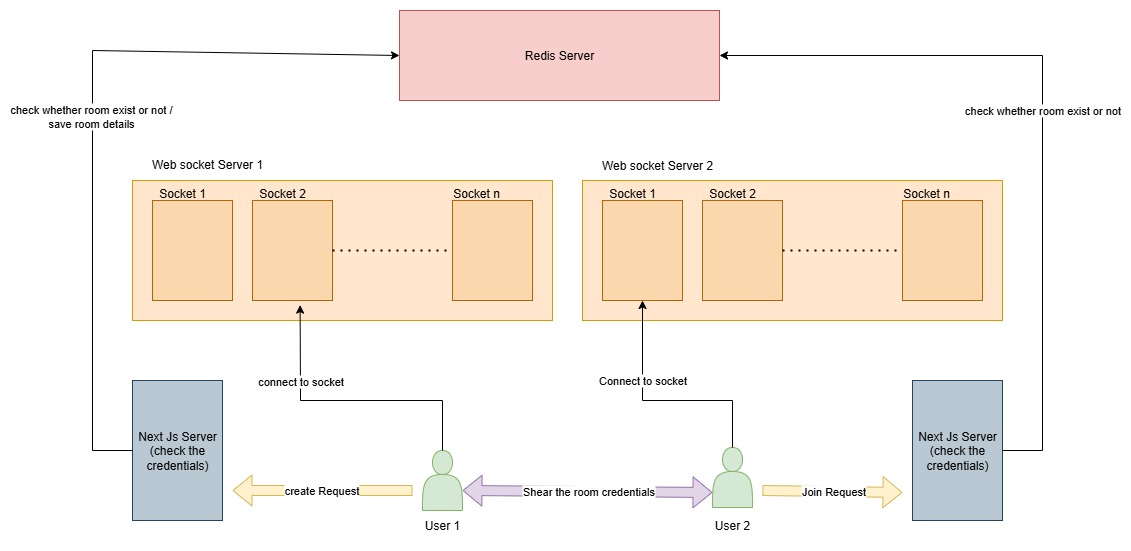 Redis Server
check whether room exist or not /
save room details
check whether room exist or not
Web socket Server 1
Web socket Server 2
Socket 1
Socket 2
Socket n
Socket 1
Socket 2
Socket n
connect to socket
Connect to socket
Next Js Server
(check the
credentials)
Next Js Server
(check the
credentials)
create Request
Shear the room credentials
Join Request
User 1
User 2